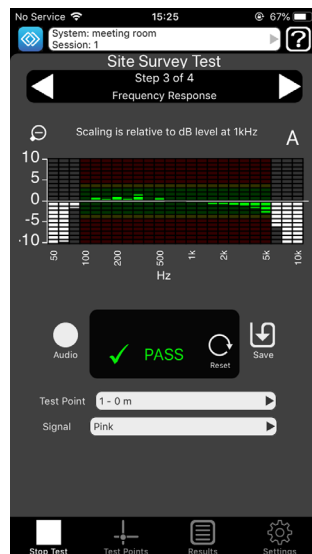 No Service 15:25 67%
System: meeting room
Session: 1
?
Site Survey Test
Step 3 of 4
Frequency Response
Scaling is relative to dB level at 1kHz
A
10
5
0
-5
-10
50 100 200 500 1k 2k 5k 10k
Hz
Audio
PASS
Reset
Save
Test Point 1 - 0 m
Signal Pink
Stop Test Test Points Results Settings